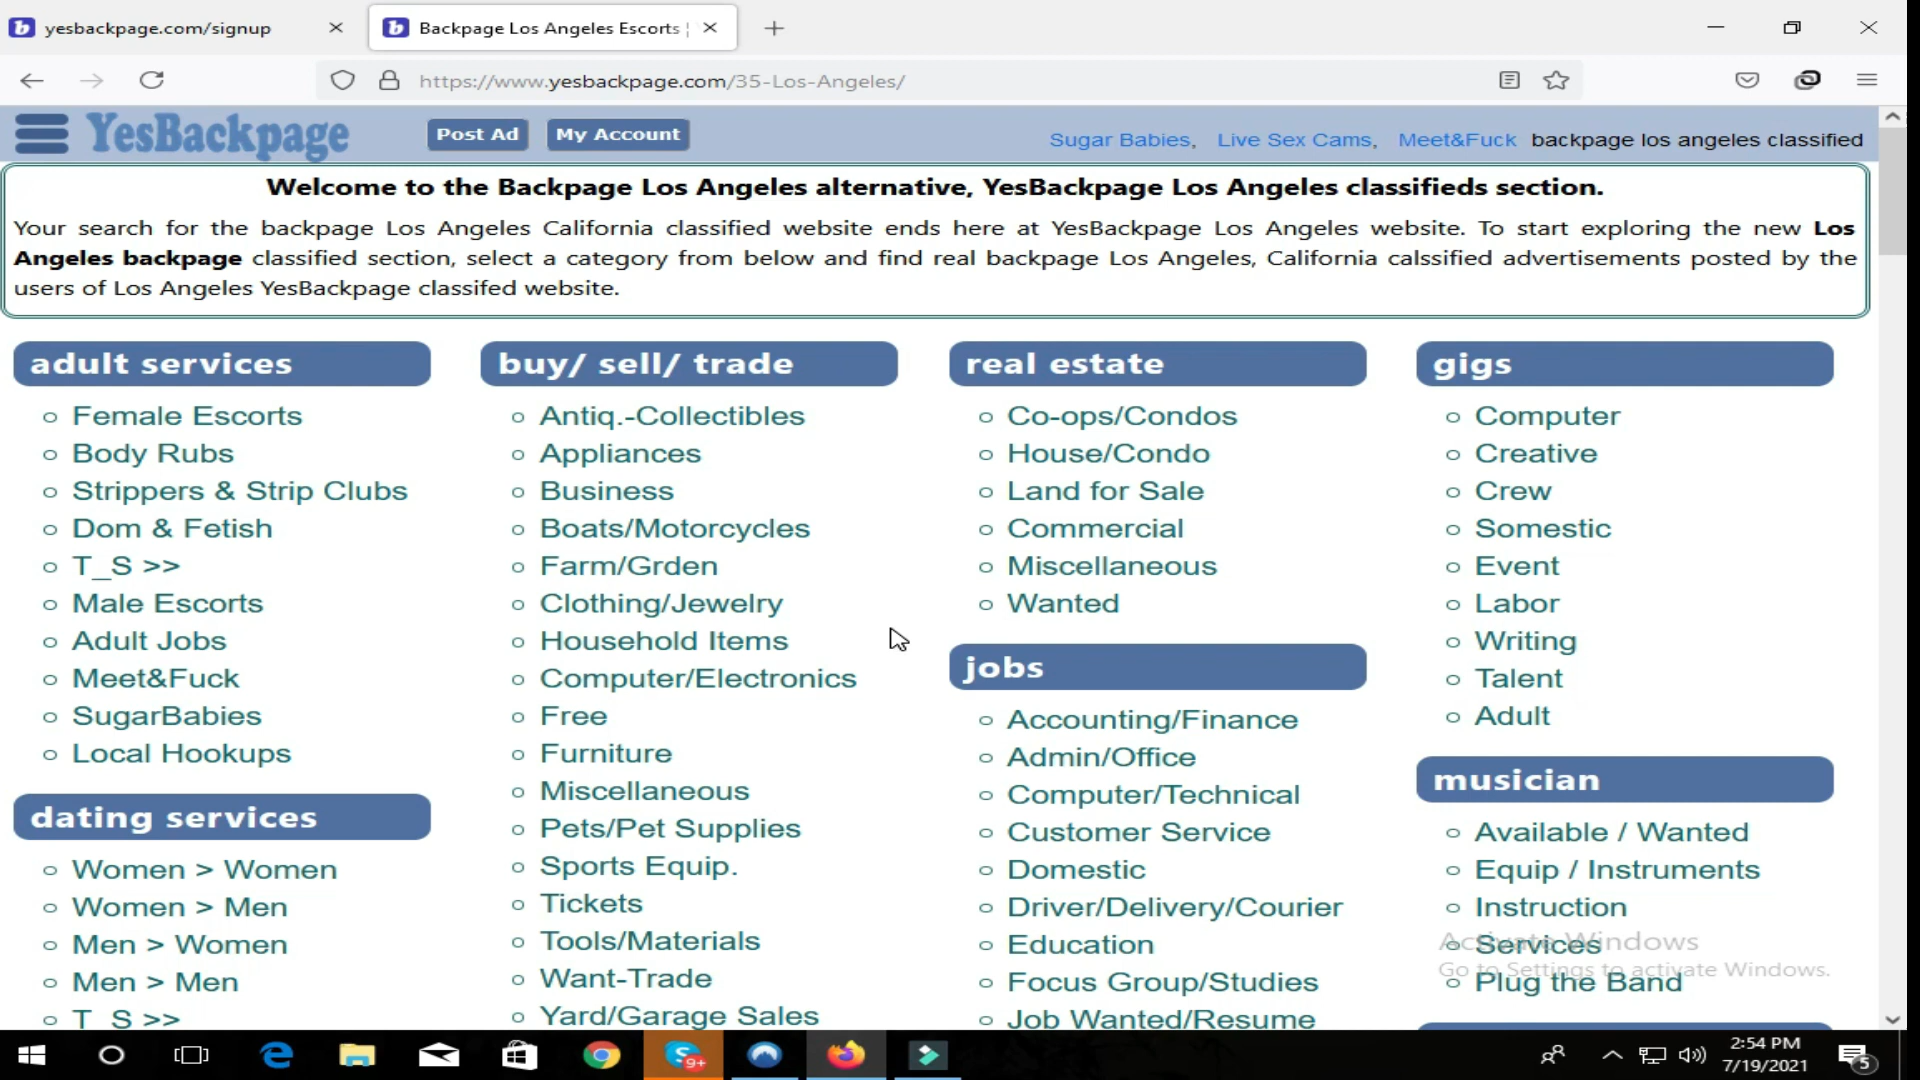 yesbackpage.com/signup
Backpage Los Angeles Escorts |
https://www.yesbackpage.com/35-Los-Angeles/
YesBackpage
Post Ad
My Account
Sugar Babies, Live Sex Cams, Meet&Fuck backpage los angeles classified
Welcome to the Backpage Los Angeles alternative, YesBackpage Los Angeles classifieds section.
Your search for the backpage Los Angeles California classified website ends here at YesBackpage Los Angeles website. To start exploring the new Los
Angeles backpage classified section, select a category from below and find real backpage Los Angeles, California calssified advertisements posted by the
users of Los Angeles YesBackpage classifed website.
adult services
Female Escorts
Body Rubs
Strippers & Strip Clubs
Dom & Fetish
T_S >>
Male Escorts
Adult Jobs
Meet&Fuck
SugarBabies
Local Hookups
dating services
Women > Women
Women > Men
Men > Women
Men > Men
T_S >>
buy/ sell/ trade
Antiq.-Collectibles
Appliances
Business
Boats/Motorcycles
Farm/Grden
Clothing/Jewelry
Household Items
Computer/Electronics
Free
Furniture
Miscellaneous
Pets/Pet Supplies
Sports Equip.
Tickets
Tools/Materials
Want-Trade
Yard/Garage Sales
real estate
Co-ops/Condos
House/Condo
Land for Sale
Commercial
Miscellaneous
Wanted
jobs
Accounting/Finance
Admin/Office
Computer/Technical
Customer Service
Domestic
Driver/Delivery/Courier
Education
Focus Group/Studies
Job Wanted/Resume
gigs
Computer
Creative
Crew
Somestic
Event
Labor
Writing
Talent
Adult
musician
Available / Wanted
Equip / Instruments
Instruction
Services
Plug the Band
Activate Windows
Go to Settings to activate Windows.
9+
2:54 PM
7/19/2021
5